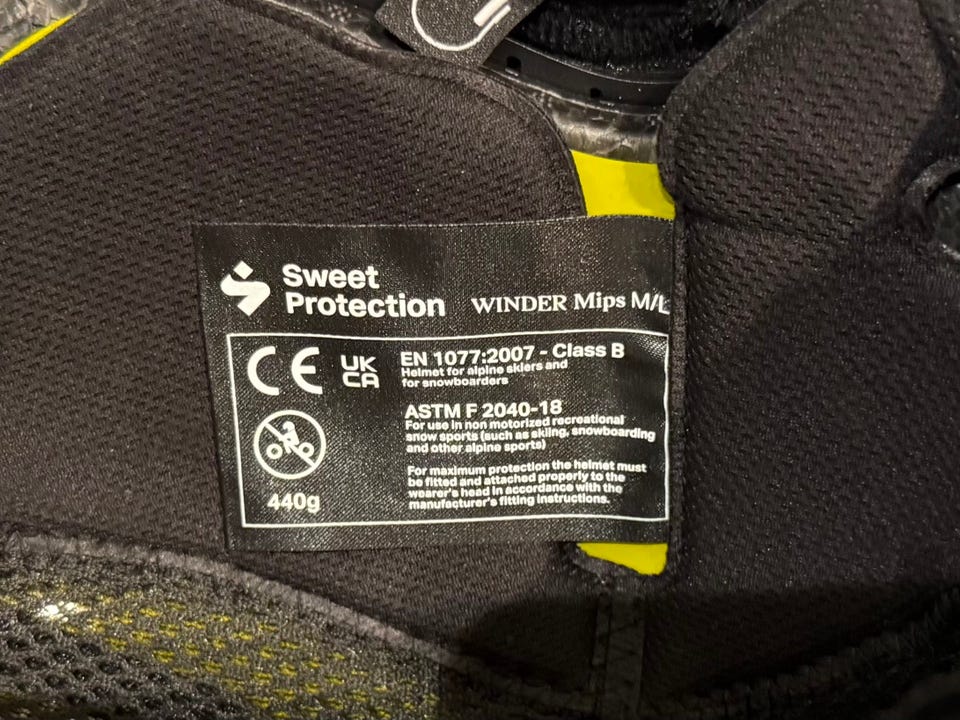 Sweet
Protection
WINDER Mips M/L
CE
UK
CA
EN 1077:2007 - Class B
Helmet for alpine skiers and
for snowboarders
ASTM F 2040-18
For use in non motorized recreational
snow sports (such as skiing, snowboarding
and other alpine sports)
For maximum protection the helmet must
be fitted and attached properly to the
wearer's head in accordance with the
manufacturer's fitting instructions.
440g